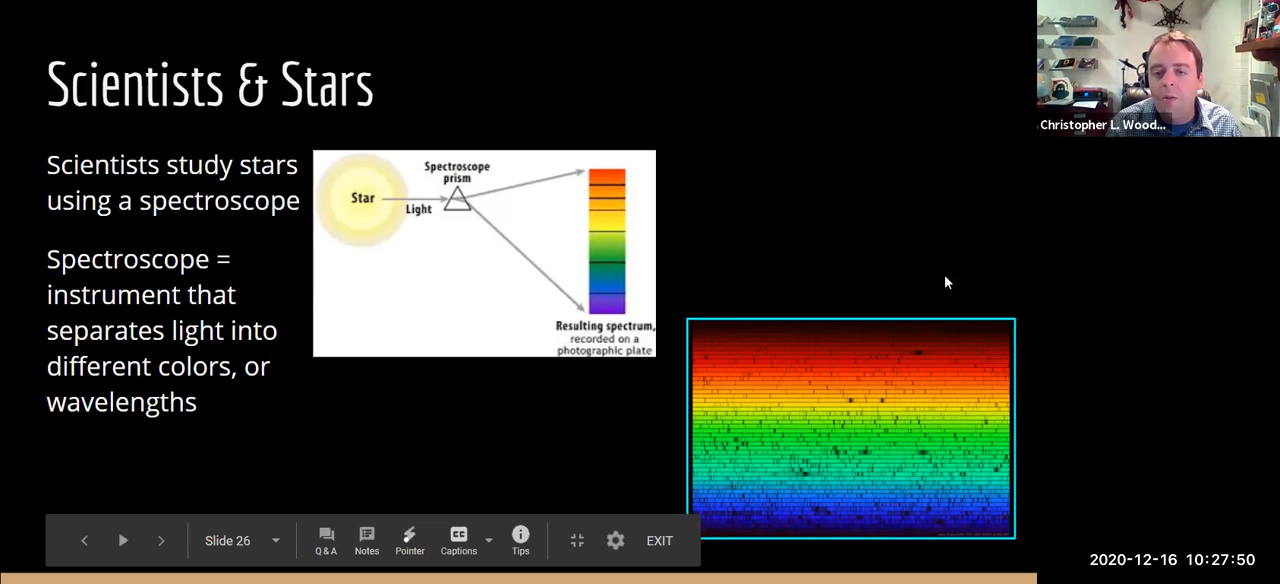 Scientists & Stars
Scientists study stars
using a spectroscope
Spectroscope =
instrument that
separates light into
different colors, or
wavelengths
Star
Light
Spectroscope
prism
Resulting spectrum,
recorded on a
photographic plate
Christopher L. Wood...
Slide 26
Q & A
Notes
Pointer
CC
Captions
Tips
EXIT
2020-12-16 10:27:50